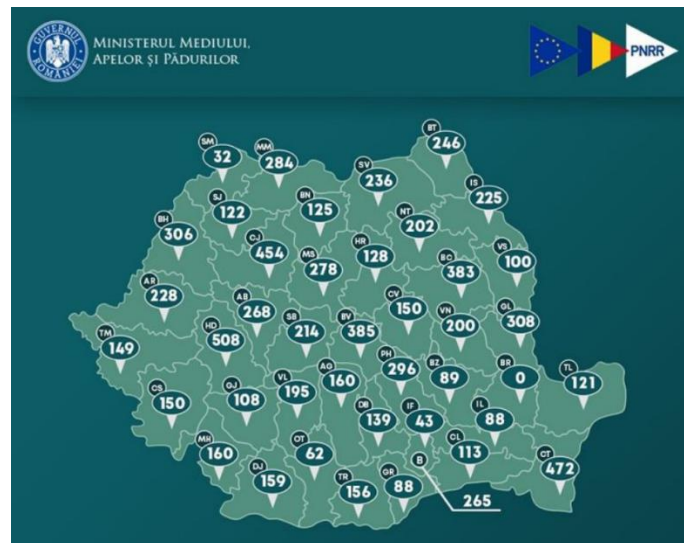 GUVERNUL ROMÂNIEI
MINISTERUL MEDIULUI,
APELOR ȘI PĂDURILOR
PNRR
BT
246
SM
32
MM
284
SV
236
IS
225
SJ
122
BN
125
NT
202
BH
306
CJ
454
MS
278
HR
128
BC
383
VS
100
AR
228
AB
268
SB
214
BV
385
CV
150
VN
200
GL
308
TM
149
HD
508
PH
296
BZ
89
BR
0
TL
121
CS
150
GJ
108
VL
195
AG
160
DB
139
IF
43
IL
88
MH
160
OT
62
CL
113
CT
472
DJ
159
TR
156
GR
88
B
265